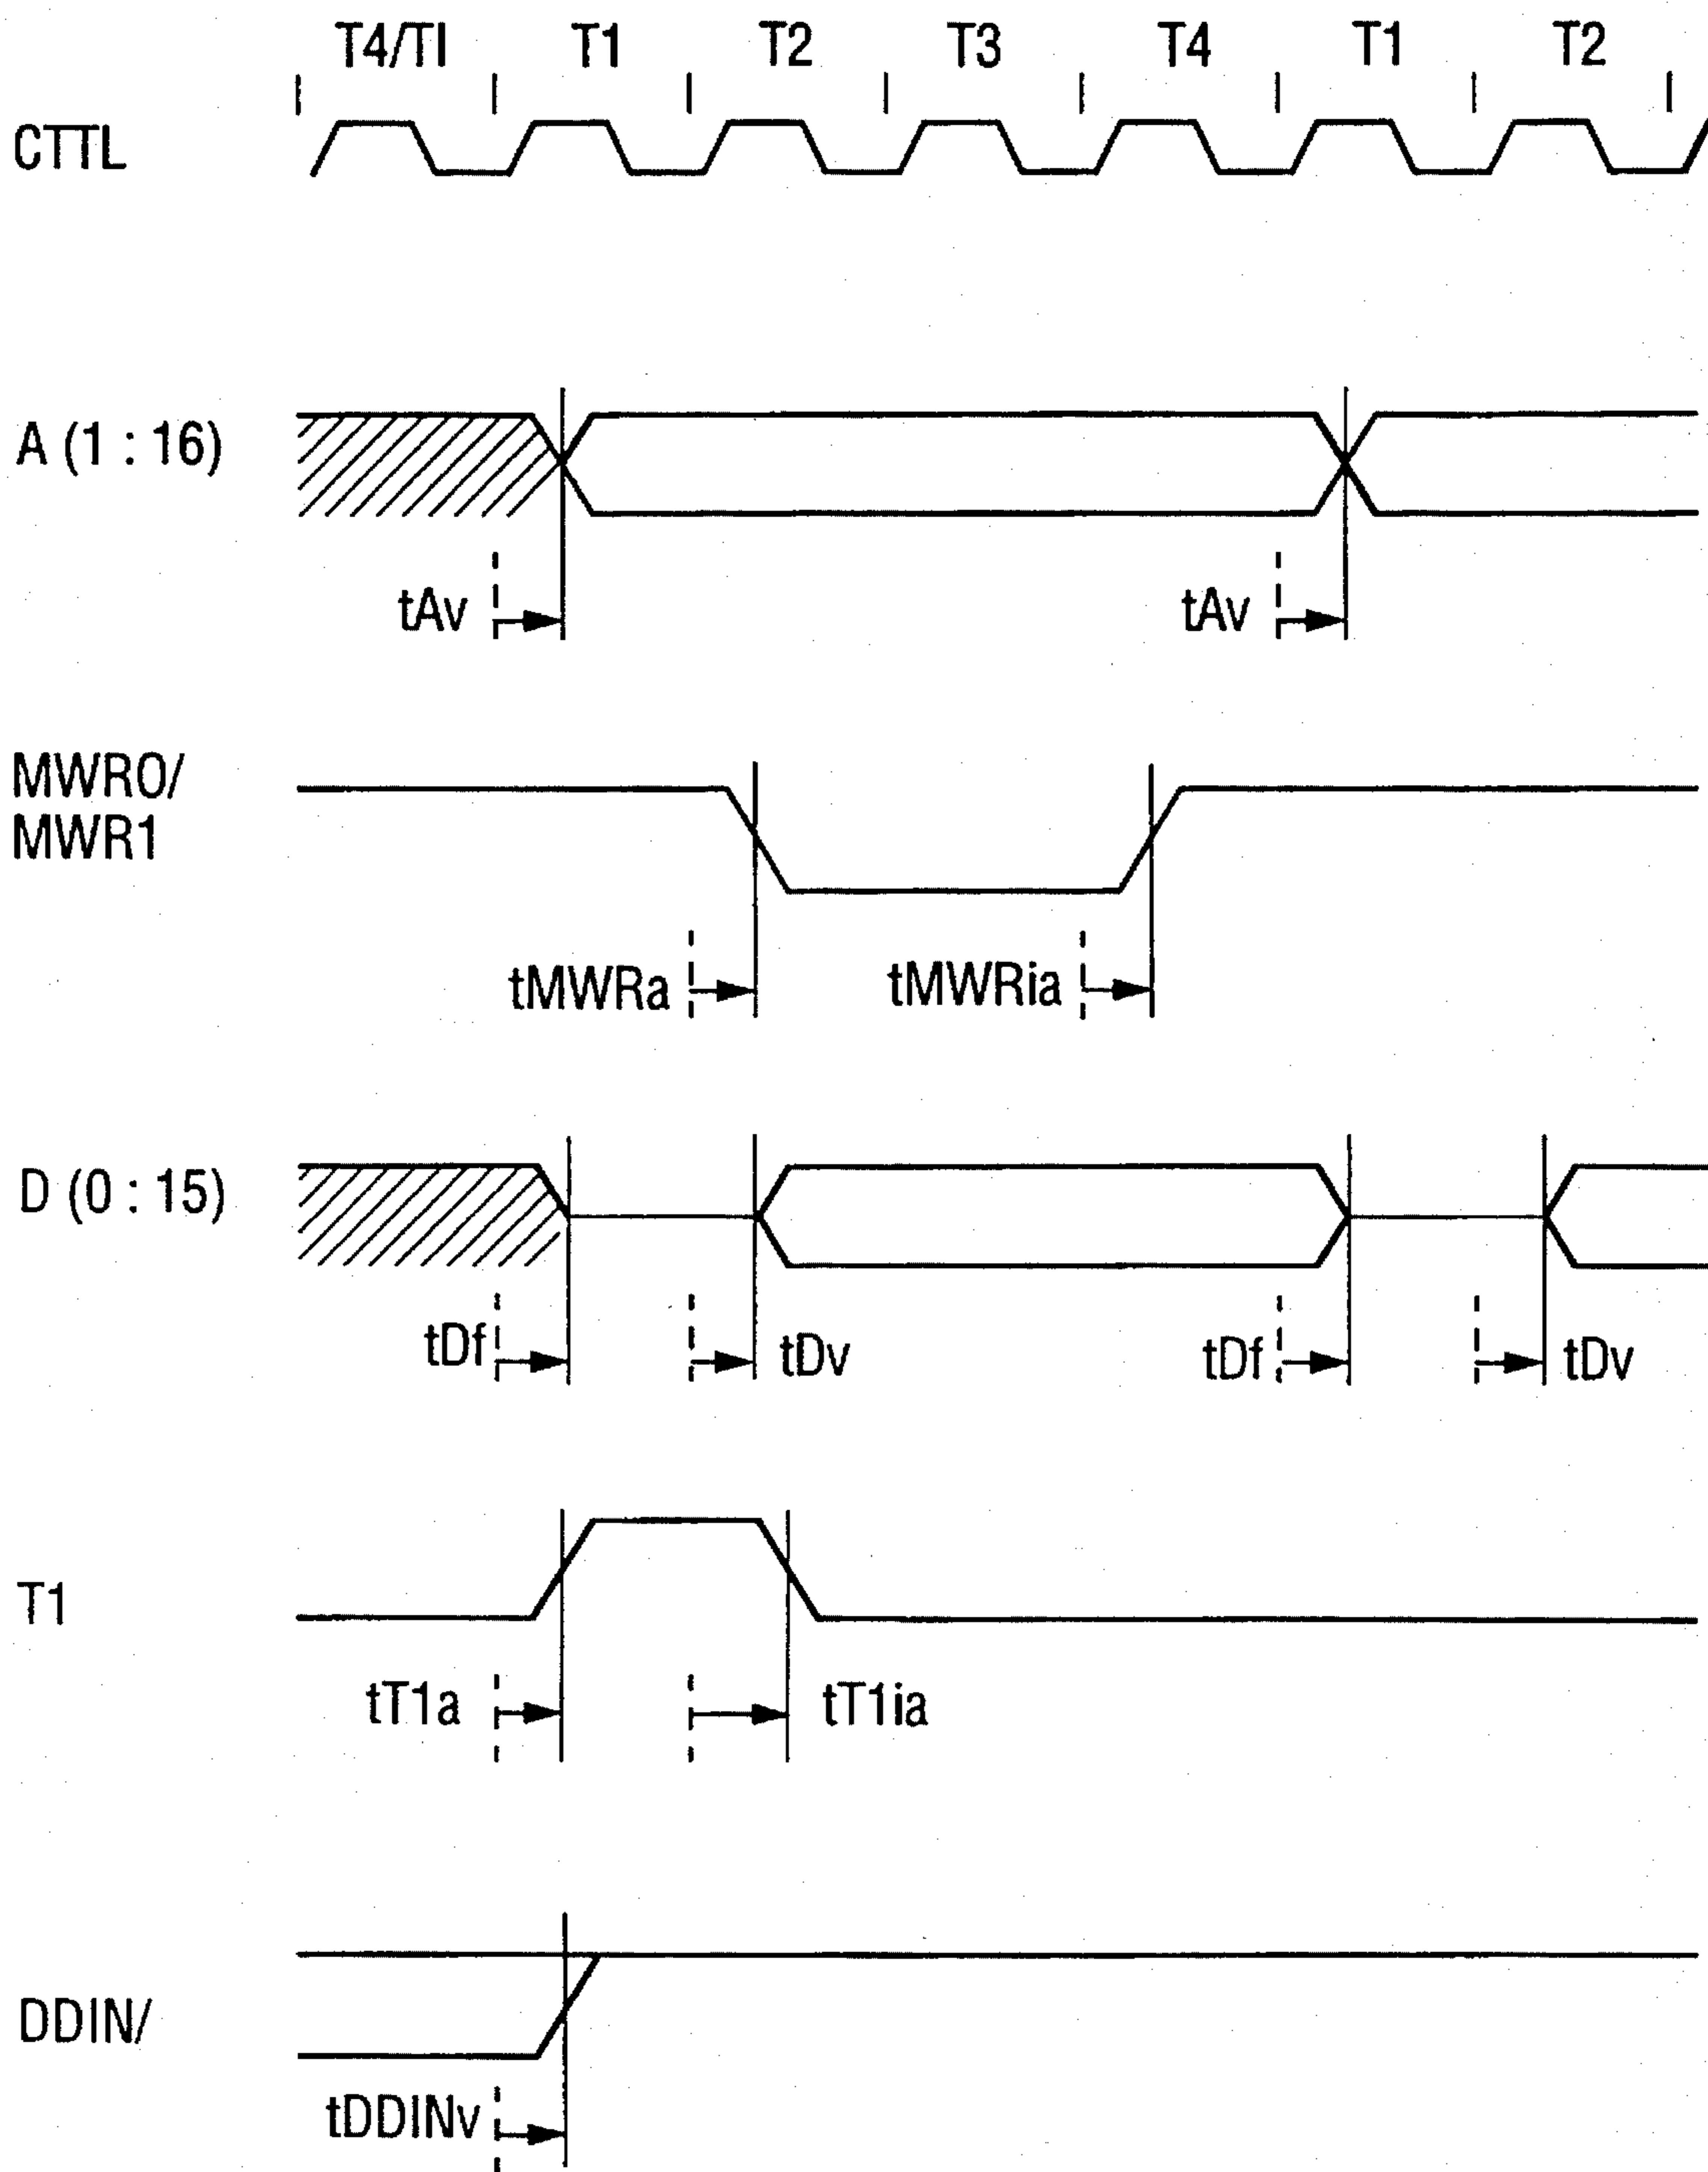 T4/TI T1 T2 T3 T4 T1 T2
CTTL
A (1 : 16)
tAv tAv
MWRO/
MWR1
tMWRa tMWRia
D (0 : 15)
tDf tDv tDf tDv
T1
tT1a tT1ia
DDIN/
tDDINv